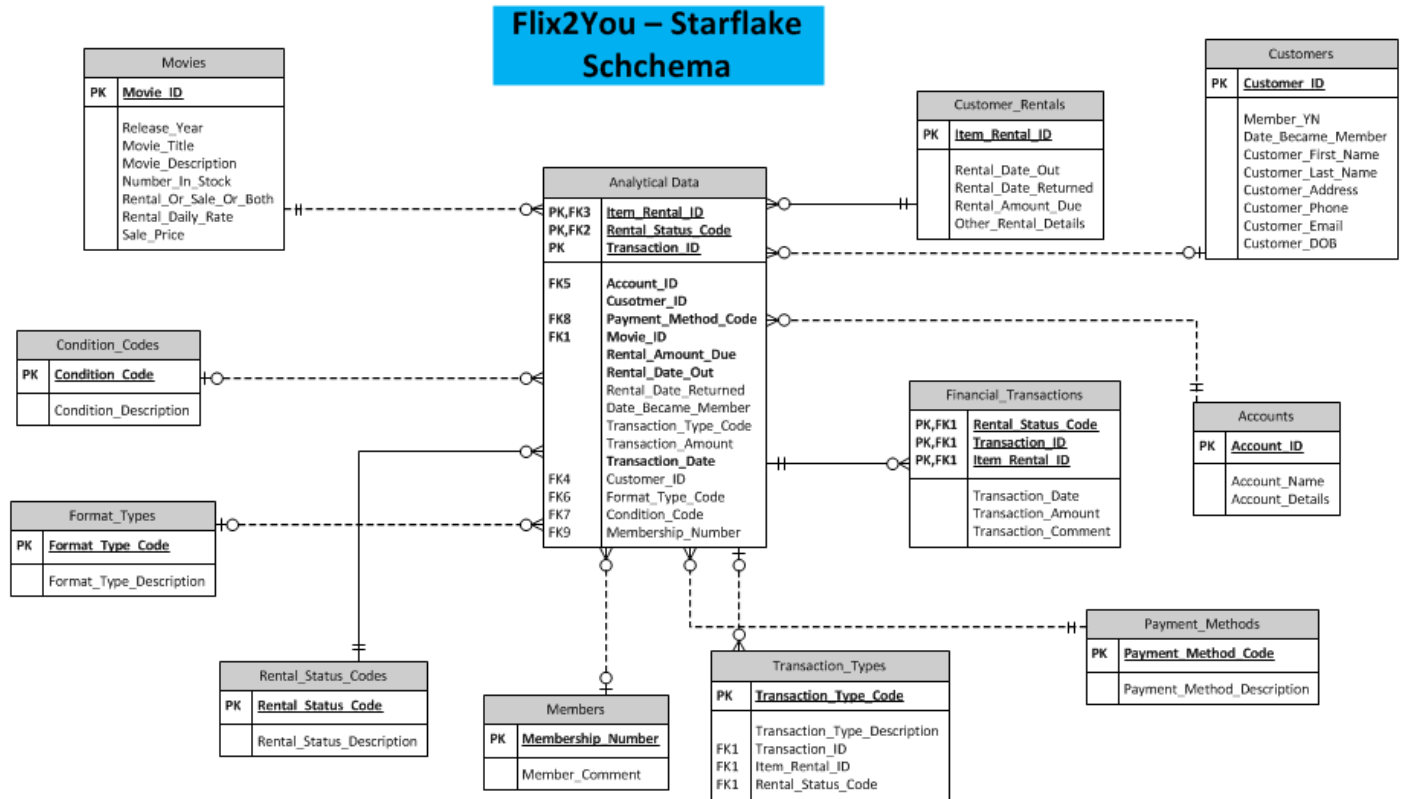 Flix2You – Starflake
Schchema
Movies
PK Movie_ID
Release_Year
Movie_Title
Movie_Description
Number_In_Stock
Rental_Or_Sale_Or_Both
Rental_Daily_Rate
Sale_Price
Customer_Rentals
PK Item_Rental_ID
Rental_Date_Out
Rental_Date_Returned
Rental_Amount_Due
Other_Rental_Details
Customers
PK Customer_ID
Member_YN
Date_Became_Member
Customer_First_Name
Customer_Last_Name
Customer_Address
Customer_Phone
Customer_Email
Customer_DOB
Analytical Data
PK,FK3 Item_Rental_ID
PK,FK2 Rental_Status_Code
PK Transaction_ID
FK5 Account_ID
Cusotmer_ID
FK8 Payment_Method_Code
FK1 Movie_ID
Rental_Amount_Due
Rental_Date_Out
Rental_Date_Returned
Date_Became_Member
Transaction_Type_Code
Transaction_Amount
Transaction_Date
FK4 Customer_ID
FK6 Format_Type_Code
FK7 Condition_Code
FK9 Membership_Number
Condition_Codes
PK Condition_Code
Condition_Description
Financial_Transactions
PK,FK1 Rental_Status_Code
PK,FK1 Transaction_ID
PK,FK1 Item_Rental_ID
Transaction_Date
Transaction_Amount
Transaction_Comment
Accounts
PK Account_ID
Account_Name
Account_Details
Format_Types
PK Format_Type_Code
Format_Type_Description
Rental_Status_Codes
PK Rental_Status_Code
Rental_Status_Description
Members
PK Membership_Number
Member_Comment
Transaction_Types
PK Transaction_Type_Code
Transaction_Type_Description
FK1 Transaction_ID
FK1 Item_Rental_ID
FK1 Rental_Status_Code
Payment_Methods
PK Payment_Method_Code
Payment_Method_Description